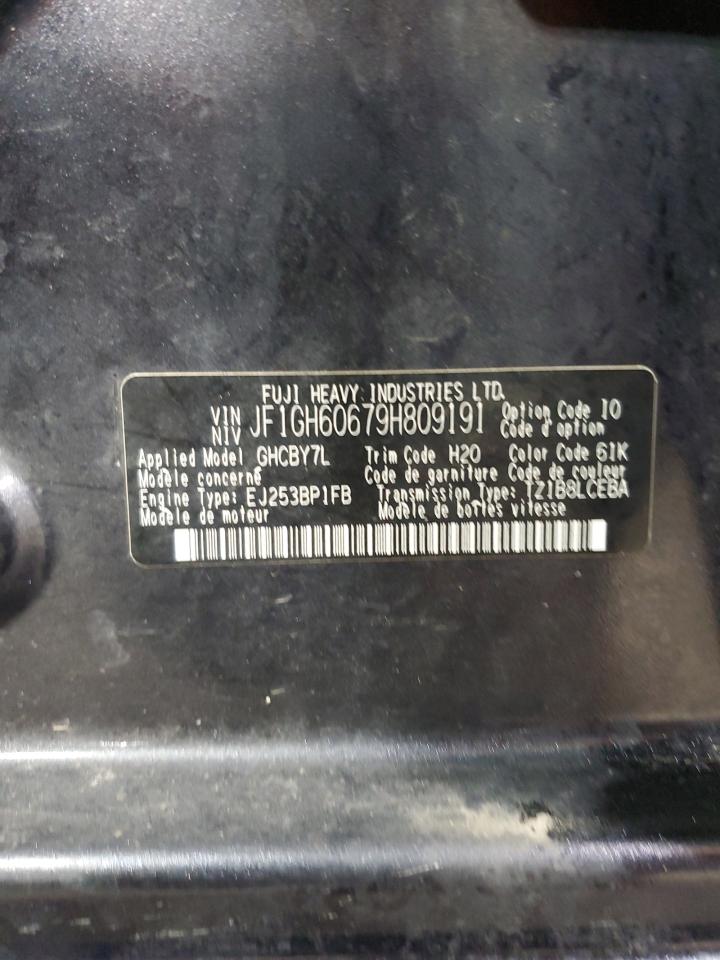 FUJI HEAVY INDUSTRIES LTD.
VIN NIV JF1GH60679H809191 Option Code IO Code d'option
Applied Model GHCBY7L Trim Code H20 Color Code 61K
Modèle concerné Code de garniture Code de couleur
Engine Type: EJ253BP1FB Transmission Type: TZ1B8LCEBA
Modèle de moteur Modèle de boîtes vitesse